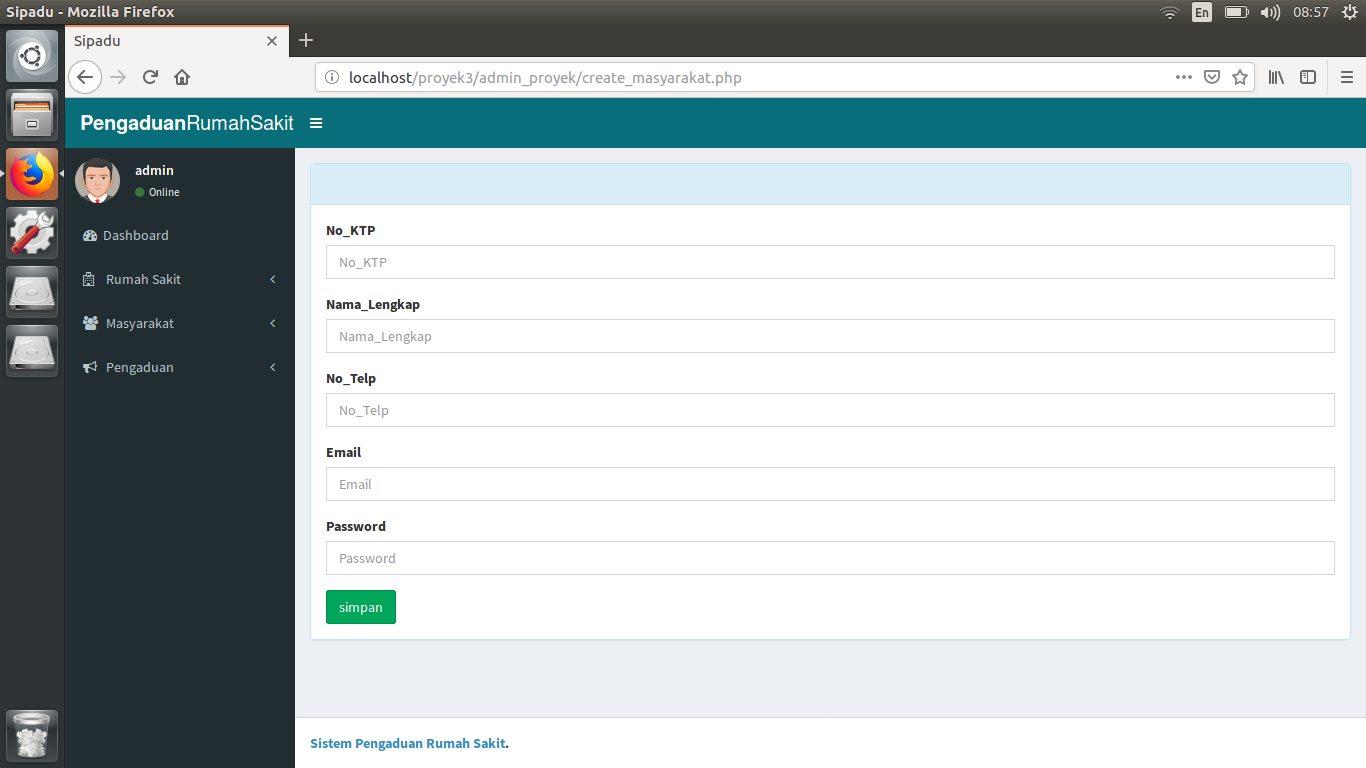 Sipadu - Mozilla Firefox
En
08:57
Sipadu
localhost/proyek3/admin_proyek/create_masyarakat.php
PengaduanRumahSakit
admin
Online
Dashboard
Rumah Sakit
Masyarakat
Pengaduan
No_KTP
No_KTP
Nama_Lengkap
Nama_Lengkap
No_Telp
No_Telp
Email
Email
Password
Password
simpan
Sistem Pengaduan Rumah Sakit.